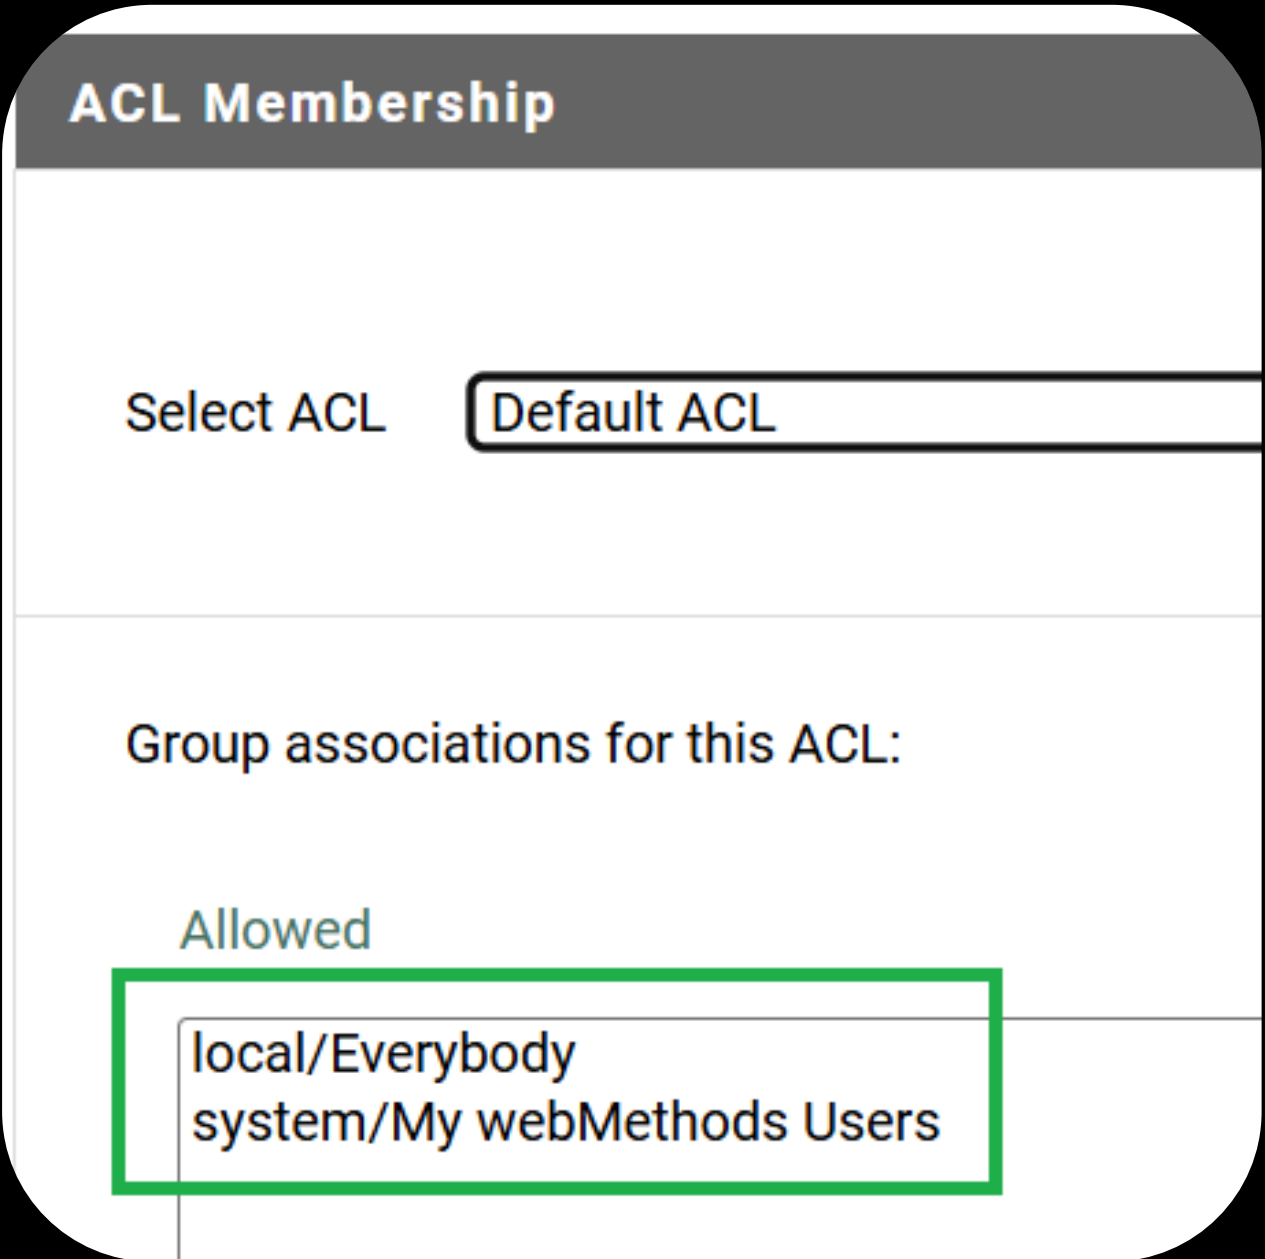 ACL Membership
Select ACL Default ACL
Group associations for this ACL:
Allowed
local/Everybody
system/My webMethods Users